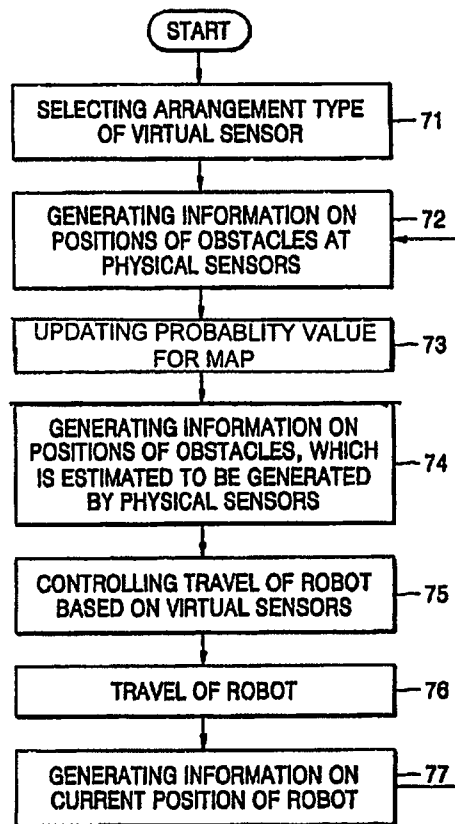 START
SELECTING ARRANGEMENT TYPE
OF VIRTUAL SENSOR
71
GENERATING INFORMATION ON
POSITIONS OF OBSTACLES AT
PHYSICAL SENSORS
72
UPDATING PROBABLITY VALUE
FOR MAP
73
GENERATING INFORMATION ON
POSITIONS OF OBSTACLES, WHICH
IS ESTIMATED TO BE GENERATED
BY PHYSICAL SENSORS
74
CONTROLLING TRAVEL OF ROBOT
BASED ON VIRTUAL SENSORS
75
TRAVEL OF ROBOT
76
GENERATING INFORMATION ON
CURRENT POSITION OF ROBOT
77